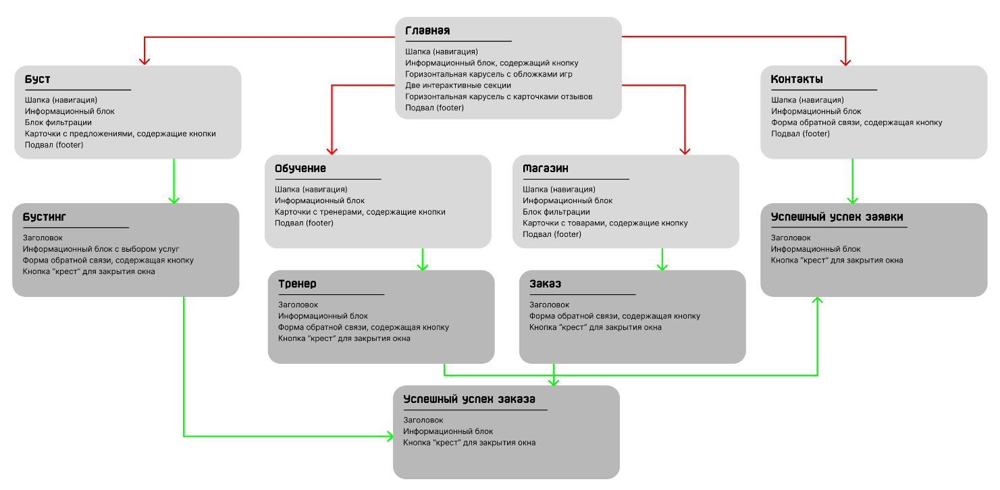 Главная
Шапка (навигация)
Информационный блок, содержащий кнопку
Горизонтальная карусель с обложками игр
Две интерактивные секции
Горизонтальная карусель с карточками отзывов
Подвал (footer)
Буст
Шапка (навигация)
Информационный блок
Блок фильтрации
Карточки с предложениями, содержащие кнопки
Подвал (footer)
Контакты
Шапка (навигация)
Информационный блок
Форма обратной связи, содержащая кнопку
Подвал (footer)
Обучение
Шапка (навигация)
Информационный блок
Карточки с тренерами, содержащие кнопки
Подвал (footer)
Магазин
Шапка (навигация)
Информационный блок
Блок фильтрации
Карточки с товарами, содержащие кнопку
Подвал (footer)
Бустинг
Заголовок
Информационный блок с выбором услуг
Форма обратной связи, содержащая кнопку
Кнопка “крест” для закрытия окна
Успешный успех заявки
Заголовок
Информационный блок
Кнопка “крест” для закрытия окна
Тренер
Заголовок
Информационный блок
Форма обратной связи, содержащая кнопку
Кнопка “крест” для закрытия окна
Заказ
Заголовок
Форма обратной связи, содержащая кнопку
Кнопка “крест” для закрытия окна
Успешный успех заказа
Заголовок
Информационный блок
Кнопка “крест” для закрытия окна